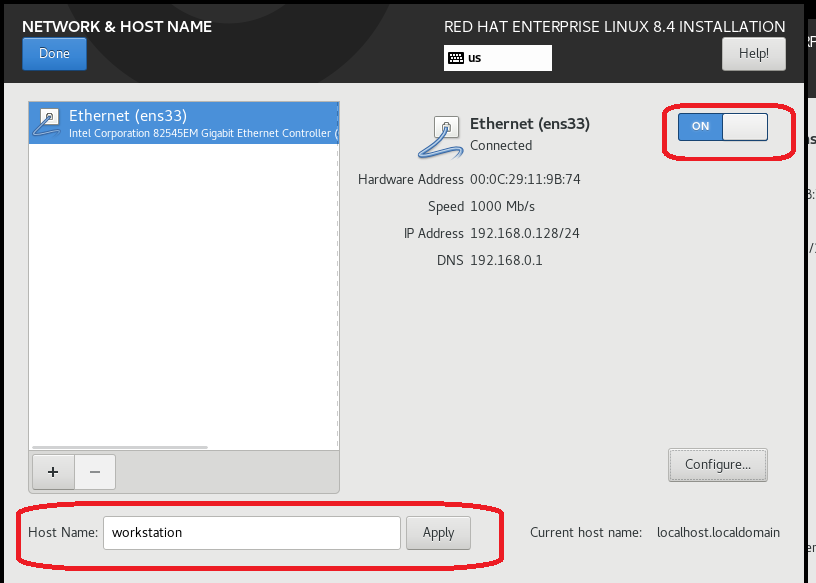 NETWORK & HOST NAME
RED HAT ENTERPRISE LINUX 8.4 INSTALLATION
Done
us
Help!
Ethernet (ens33)
Intel Corporation 82545EM Gigabit Ethernet Controller (
Ethernet (ens33)
Connected
ON
Hardware Address 00:0C:29:11:9B:74
Speed 1000 Mb/s
IP Address 192.168.0.128/24
DNS 192.168.0.1
+ −
Configure...
Host Name: workstation Apply Current host name: localhost.localdomain